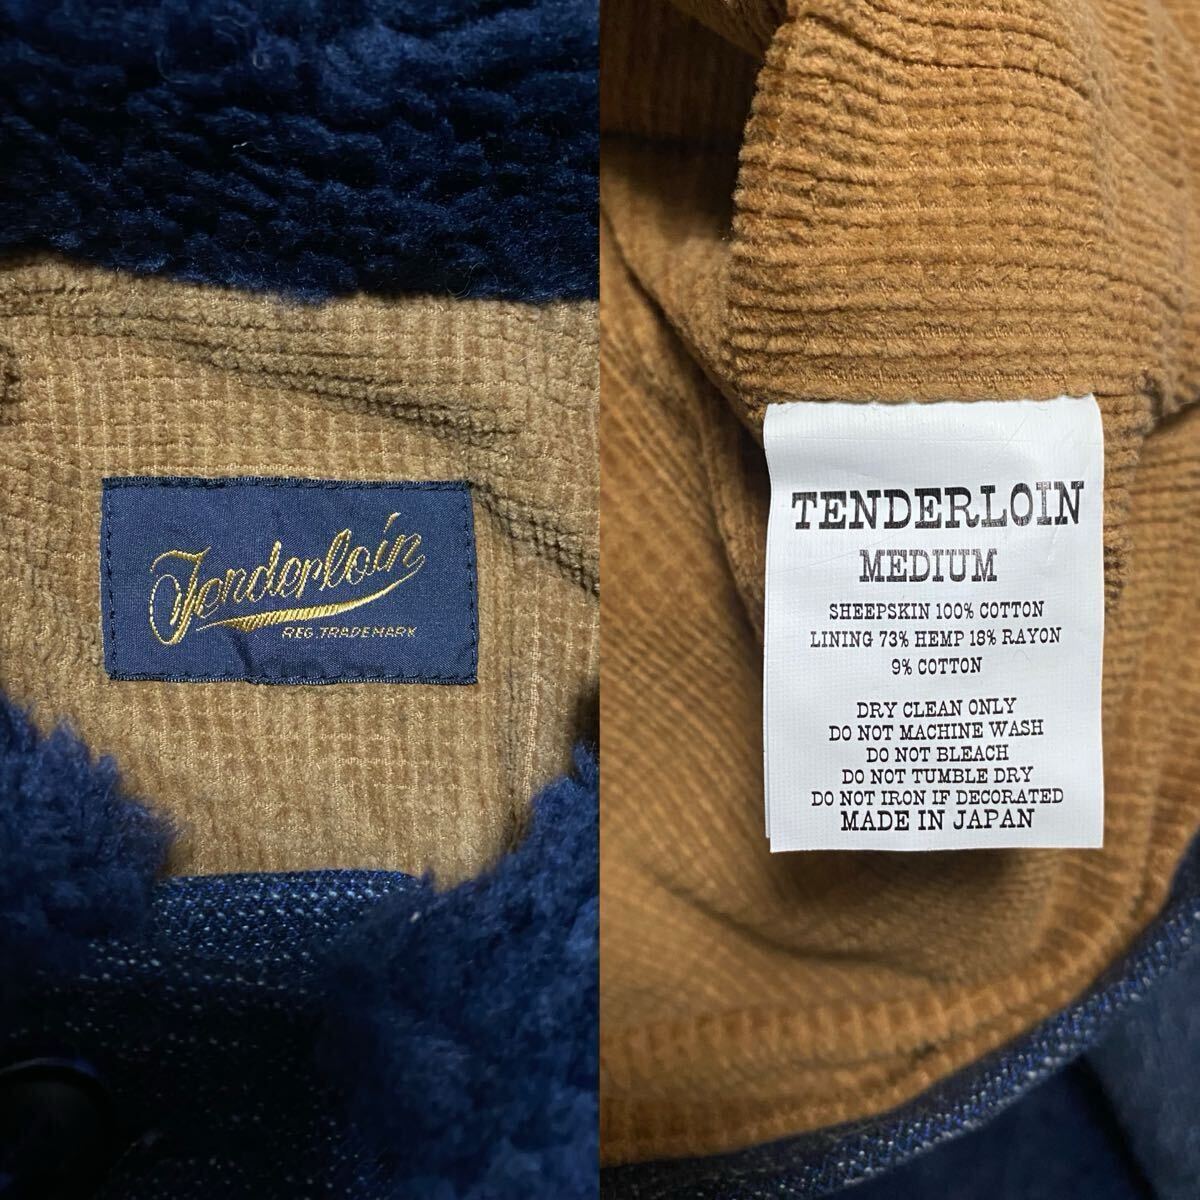 Tenderloin
REG. TRADEMARK
TENDERLOIN
MEDIUM
SHEEPSKIN 100% COTTON
LINING 73% HEMP 18% RAYON
9% COTTON
DRY CLEAN ONLY
DO NOT MACHINE WASH
DO NOT BLEACH
DO NOT TUMBLE DRY
DO NOT IRON IF DECORATED
MADE IN JAPAN